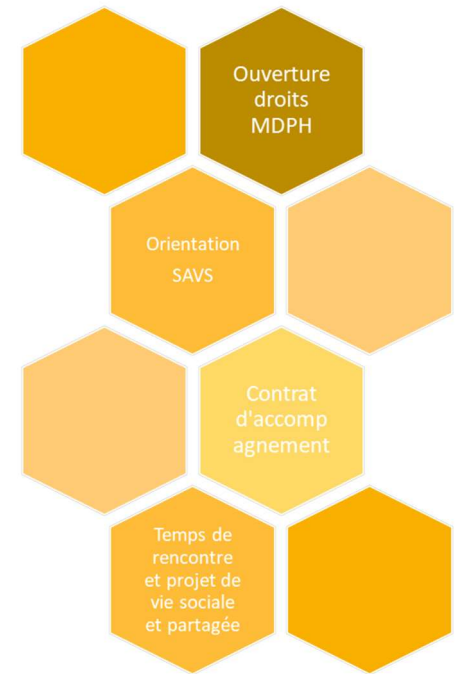 Ouverture
droits
MDPH
Orientation
SAVS
Contrat
d'accomp
agnement
Temps de
rencontre
et projet de
vie sociale
et partagée